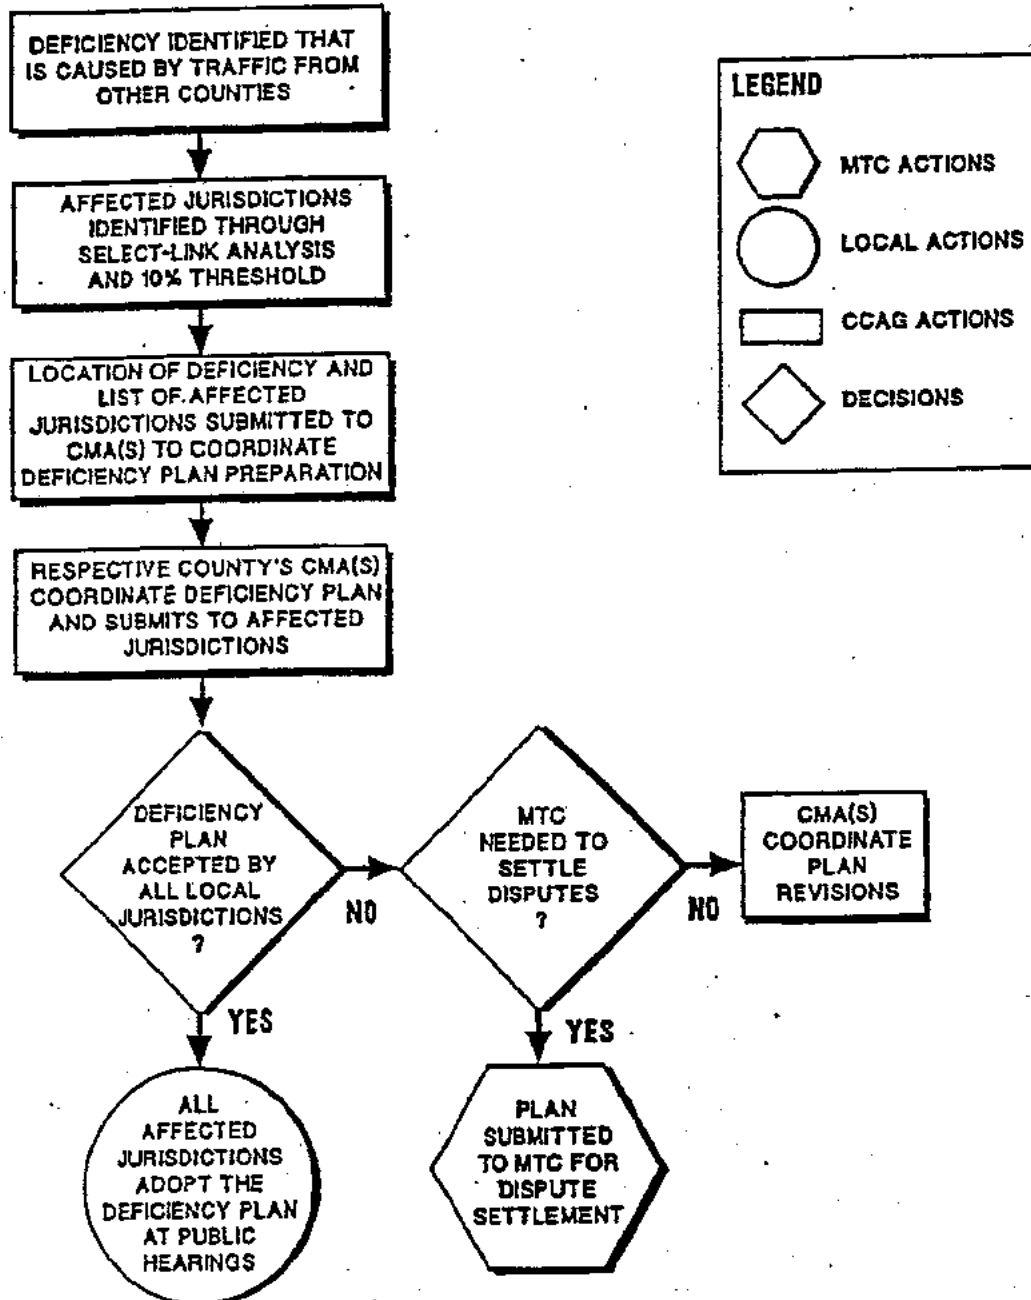 DEFICIENCY IDENTIFIED THAT
IS CAUSED BY TRAFFIC FROM
OTHER COUNTIES
AFFECTED JURISDICTIONS
IDENTIFIED THROUGH
SELECT-LINK ANALYSIS
AND 10% THRESHOLD
LOCATION OF DEFICIENCY AND
LIST OF AFFECTED
JURISDICTIONS SUBMITTED TO
CMA(S) TO COORDINATE
DEFICIENCY PLAN PREPARATION
RESPECTIVE COUNTY'S CMA(S)
COORDINATE DEFICIENCY PLAN
AND SUBMITS TO AFFECTED
JURISDICTIONS
DEFICIENCY
PLAN
ACCEPTED BY
ALL LOCAL
JURISDICTIONS
?
NO
YES
MTC
NEEDED TO
SETTLE
DISPUTES
?
NO
YES
CMA(S)
COORDINATE
PLAN
REVISIONS
ALL
AFFECTED
JURISDICTIONS
ADOPT THE
DEFICIENCY PLAN
AT PUBLIC
HEARINGS
PLAN
SUBMITTED
TO MTC FOR
DISPUTE
SETTLEMENT
LEGEND
MTC ACTIONS
LOCAL ACTIONS
CCAG ACTIONS
DECISIONS